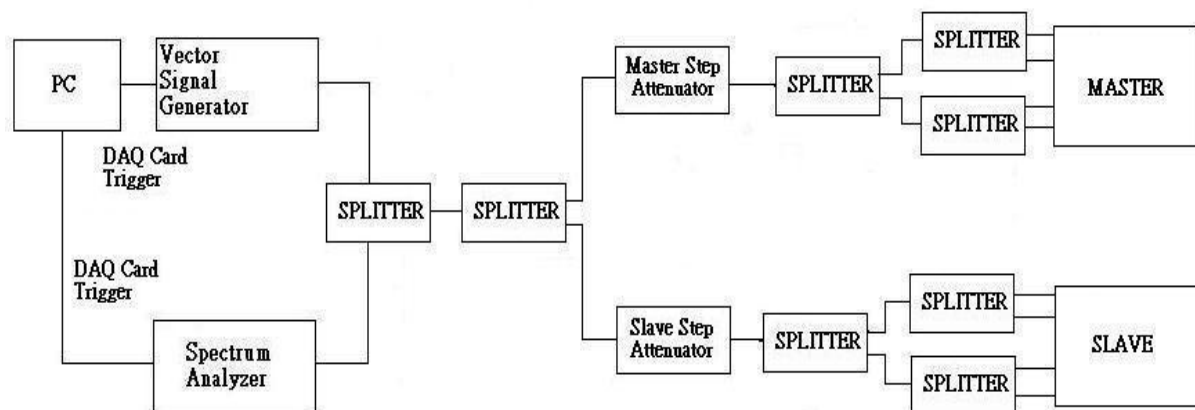 PC
Vector
Signal
Generator
DAQ Card
Trigger
DAQ Card
Trigger
Spectrum
Analyzer
SPLITTER
SPLITTER
Master Step
Attenuator
SPLITTER
SPLITTER
SPLITTER
MASTER
Slave Step
Attenuator
SPLITTER
SPLITTER
SPLITTER
SLAVE